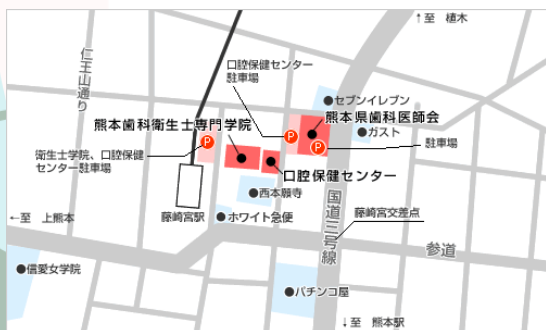 ↑至 植木
仁王山通り
口腔保健センター
駐車場
●セブンイレブン
熊本県歯科医師会
熊本歯科衛生士専門学院
P
P
●ガスト
P
駐車場
衛生士学院、口腔保健
センター駐車場
口腔保健センター
●西本願寺
藤崎宮駅
●ホワイト急便
国道三号線
藤崎宮交差点
←至 上熊本
参道
●信愛女学院
●パチンコ屋
↓至 熊本駅